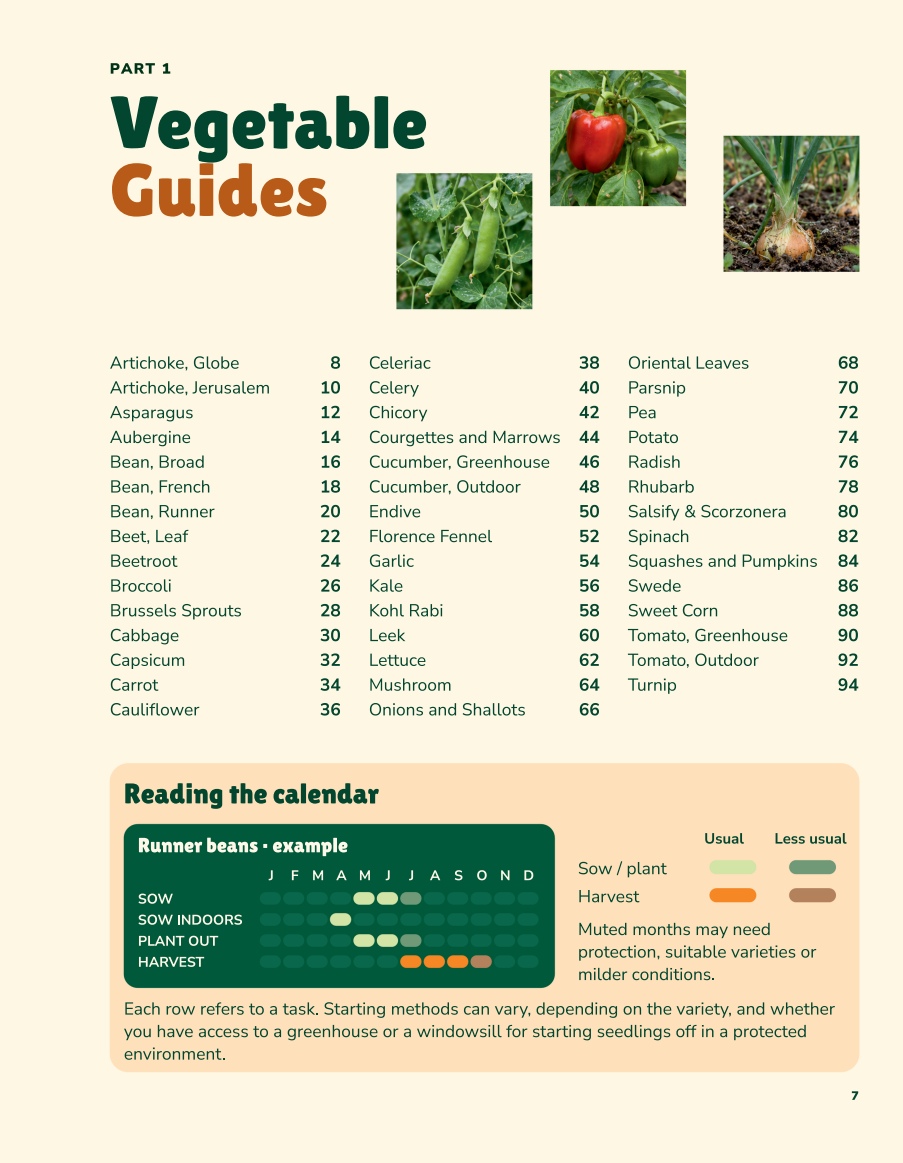 PART 1
Vegetable
Guides
Artichoke, Globe 8
Artichoke, Jerusalem 10
Asparagus 12
Aubergine 14
Bean, Broad 16
Bean, French 18
Bean, Runner 20
Beet, Leaf 22
Beetroot 24
Broccoli 26
Brussels Sprouts 28
Cabbage 30
Capsicum 32
Carrot 34
Cauliflower 36
Celeriac 38
Celery 40
Chicory 42
Courgettes and Marrows 44
Cucumber, Greenhouse 46
Cucumber, Outdoor 48
Endive 50
Florence Fennel 52
Garlic 54
Kale 56
Kohl Rabi 58
Leek 60
Lettuce 62
Mushroom 64
Onions and Shallots 66
Oriental Leaves 68
Parsnip 70
Pea 72
Potato 74
Radish 76
Rhubarb 78
Salsify & Scorzonera 80
Spinach 82
Squashes and Pumpkins 84
Swede 86
Sweet Corn 88
Tomato, Greenhouse 90
Tomato, Outdoor 92
Turnip 94
Reading the calendar
Runner beans · example
J F M A M J J A S O N D
SOW
SOW INDOORS
PLANT OUT
HARVEST
Usual Less usual
Sow / plant
Harvest
Muted months may need
protection, suitable varieties or
milder conditions.
Each row refers to a task. Starting methods can vary, depending on the variety, and whether
you have access to a greenhouse or a windowsill for starting seedlings off in a protected
environment.
7